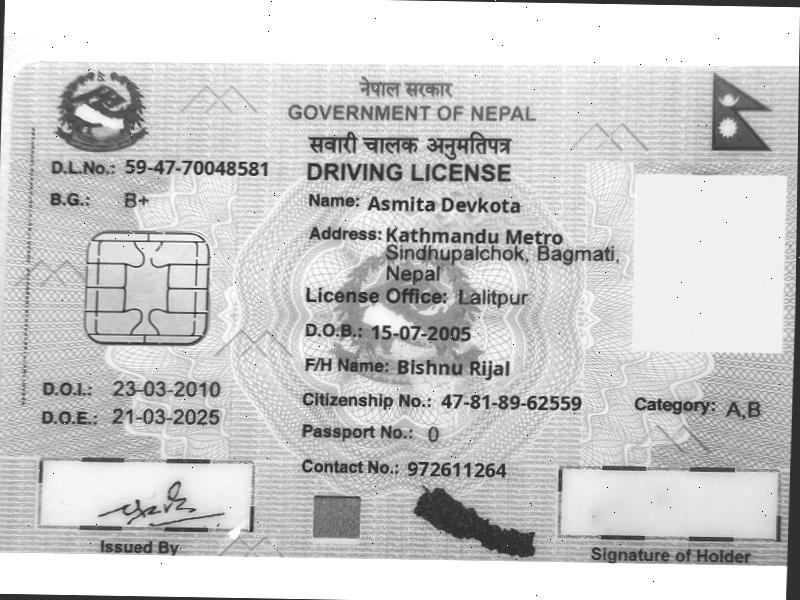 नेपाल सरकार
GOVERNMENT OF NEPAL
सवारी चालक अनुमतिपत्र
DRIVING LICENSE
D.L.No.: 59-47-70048581
B.G.: B+
Name: Asmita Devkota
Address: Kathmandu Metro
Sindhupalchok, Bagmati,
Nepal
License Office: Lalitpur
D.O.B.: 15-07-2005
F/H Name: Bishnu Rijal
D.O.I.: 23-03-2010
Citizenship No.: 47-81-89-62559
Category: A,B
D.O.E.: 21-03-2025
Passport No.: 0
Contact No.: 972611264
Issued By
Signature of Holder